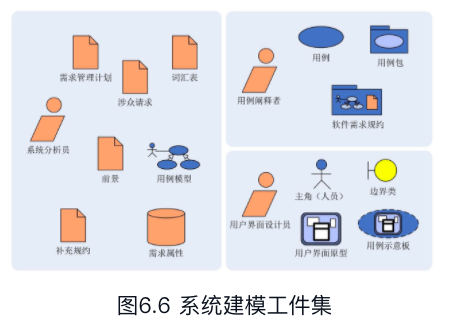 需求管理计划
涉众请求
词汇表
系统分析员
前景
用例模型
补充规约
需求属性
用例阐释者
用例
用例包
软件需求规约
用户界面设计员
主角（人员）
边界类
用户界面原型
用例示意板
图6.6 系统建模工件集